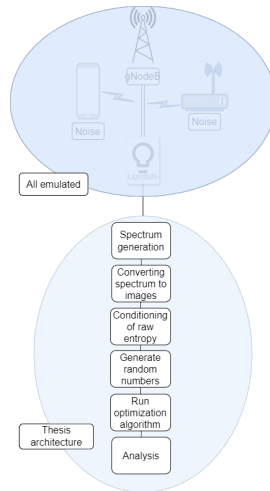 gNodeB
Noise
Noise
Lightbulb
All emulated
Spectrum
generation
Converting
spectrum to
images
Conditioning
of raw
entropy
Generate
random
numbers
Run
optimization
algorithm
Thesis
architecture
Analysis